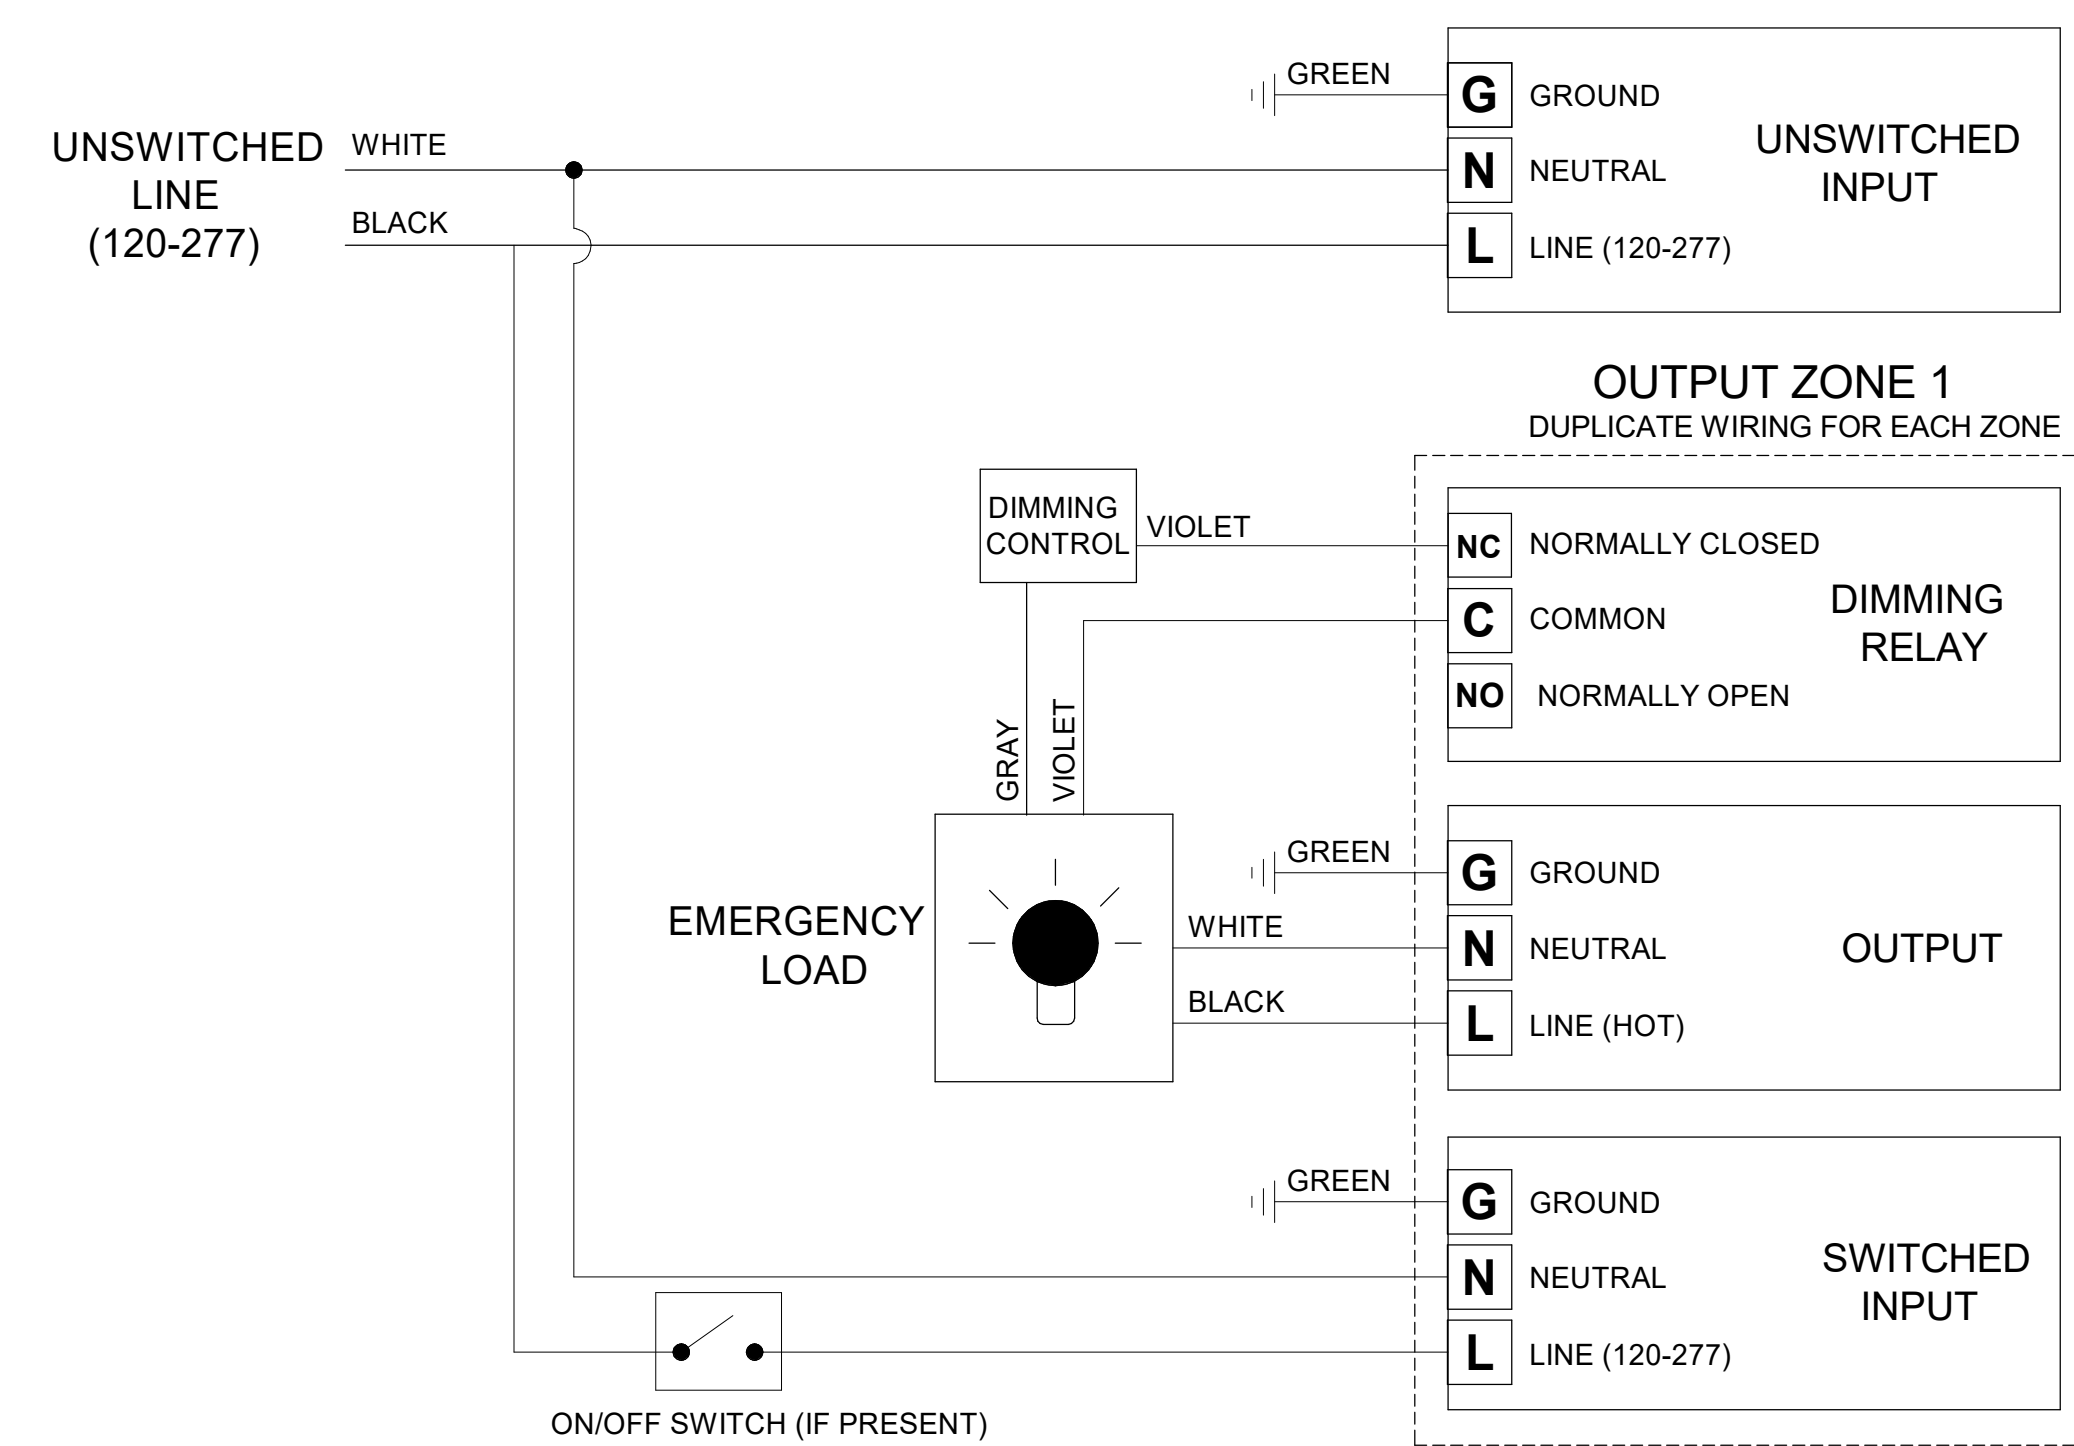 UNSWITCHED
LINE
(120-277)
WHITE
BLACK
GREEN
G GROUND
N NEUTRAL
L LINE (120-277)
UNSWITCHED
INPUT
OUTPUT ZONE 1
DUPLICATE WIRING FOR EACH ZONE
DIMMING
CONTROL
VIOLET
NC NORMALLY CLOSED
C COMMON
NO NORMALLY OPEN
DIMMING
RELAY
GRAY
VIOLET
EMERGENCY
LOAD
GREEN
WHITE
BLACK
G GROUND
N NEUTRAL
L LINE (HOT)
OUTPUT
GREEN
G GROUND
N NEUTRAL
L LINE (120-277)
SWITCHED
INPUT
ON/OFF SWITCH (IF PRESENT)